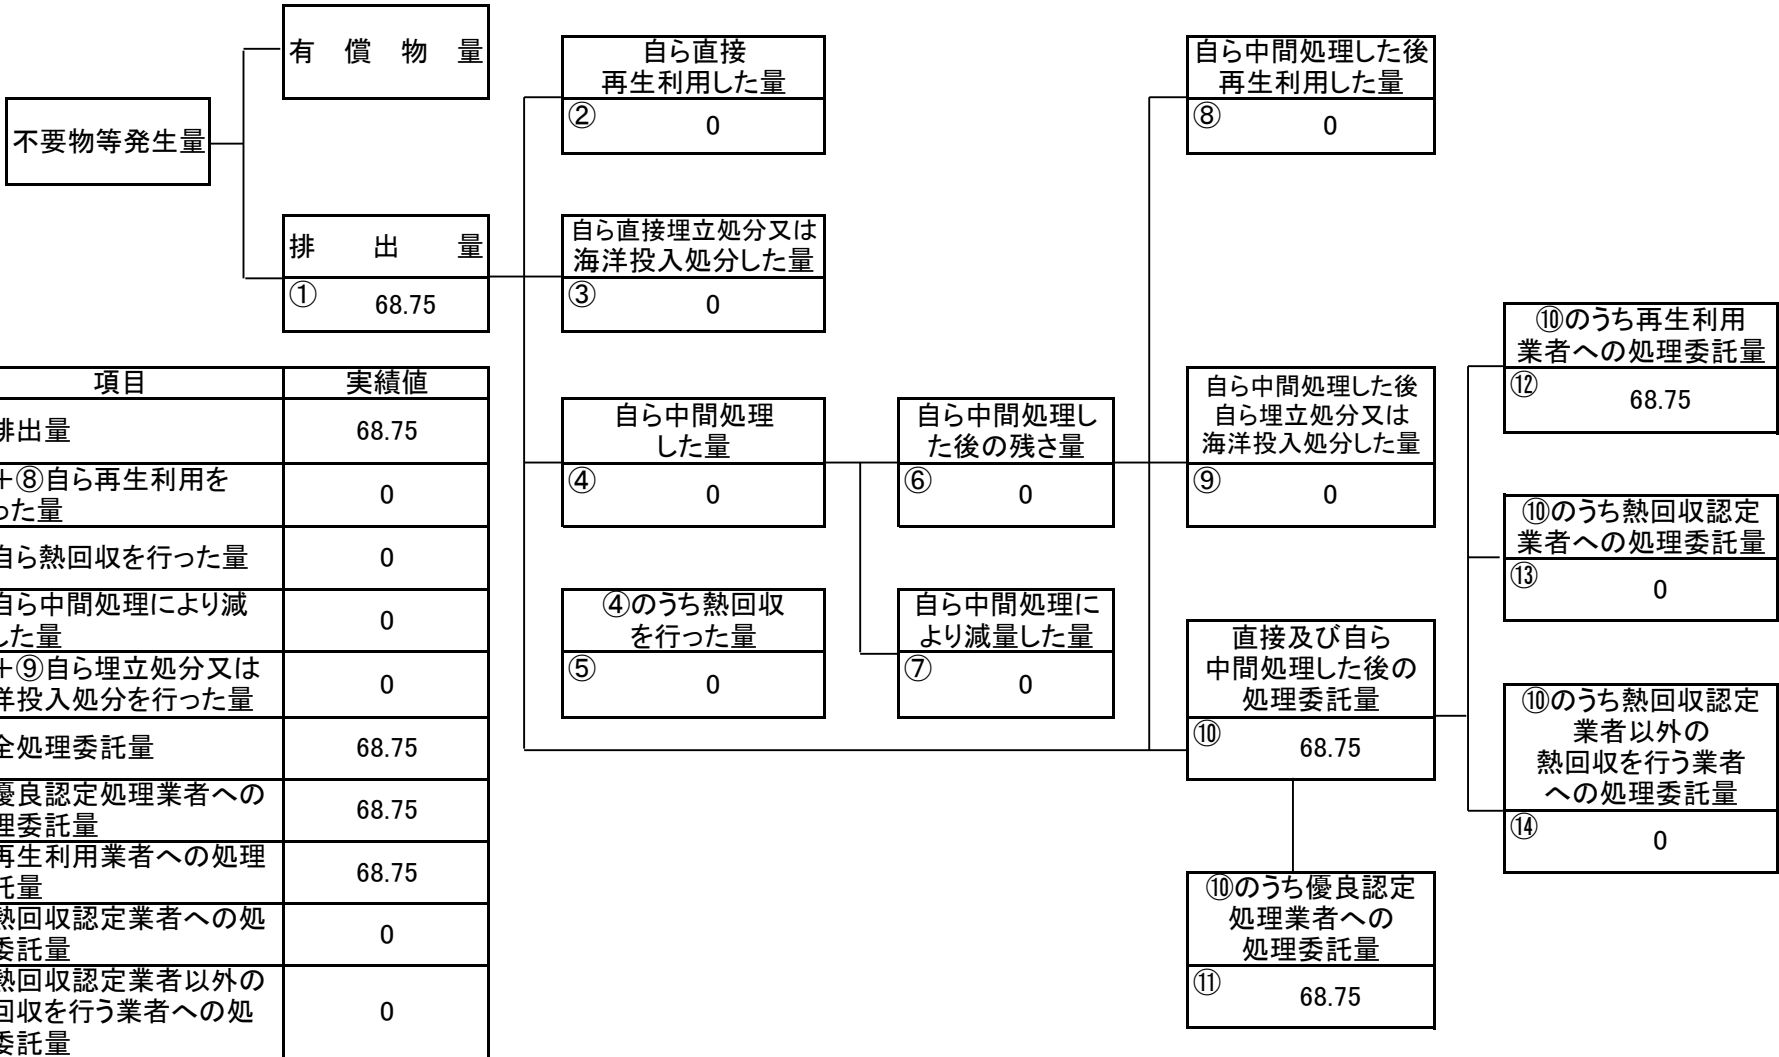 有償物量
不要物等発生量
排出量
①
68.75
自ら直接
再生利用した量
②
0
自ら直接埋立処分又は
海洋投入処分した量
③
0
自ら中間処理
した量
④
0
④のうち熱回収
を行った量
⑤
0
自ら中間処理し
た後の残さ量
⑥
0
自ら中間処理に
より減量した量
⑦
0
自ら中間処理した後
再生利用した量
⑧
0
自ら中間処理した後
自ら埋立処分又は
海洋投入処分した量
⑨
0
直接及び自ら
中間処理した後の
処理委託量
⑩
68.75
⑩のうち優良認定
処理業者への
処理委託量
⑪
68.75
⑩のうち再生利用
業者への処理委託量
⑫
68.75
⑩のうち熱回収認定
業者への処理委託量
⑬
0
⑩のうち熱回収認定
業者以外の
熱回収を行う業者
への処理委託量
⑭
0
項目
実績値
排出量
68.75
+⑧自ら再生利用を
った量
0
自ら熱回収を行った量
0
自ら中間処理により減
した量
0
+⑨自ら埋立処分又は
洋投入処分を行った量
0
全処理委託量
68.75
優良認定処理業者への
理委託量
68.75
再生利用業者への処理
託量
68.75
熱回収認定業者への処
委託量
0
熱回収認定業者以外の
回収を行う業者への処
委託量
0